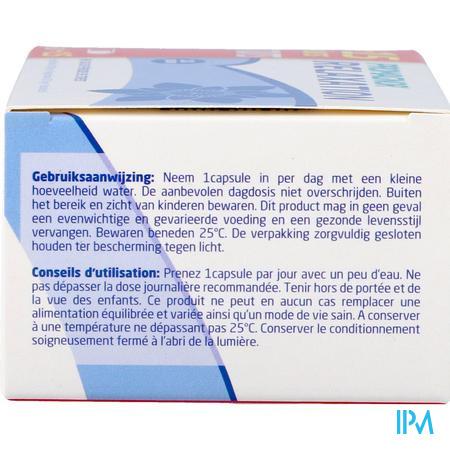 PHYSIOR
RELAXATION
Gebruiksaanwijzing: Neem 1capsule in per dag met een kleine
hoeveelheid water. De aanbevolen dagdosis niet overschrijden. Buiten
het bereik en zicht van kinderen bewaren. Dit product mag in geen geval
een evenwichtige en gevarieerde voeding en een gezonde levensstijl
vervangen. Bewaren beneden 25°C. De verpakking zorgvuldig gesloten
houden ter bescherming tegen licht.
Conseils d'utilisation: Prenez 1capsule par jour avec un peu d'eau. Ne
pas dépasser la dose journalière recommandée. Tenir hors de portée et de
la vue des enfants. Ce produit ne peut en aucun cas remplacer une
alimentation équilibrée et variée ainsi qu'un mode de vie sain. A conserver
à une température ne dépassant pas 25°C. Conserver le conditionnement
soigneusement fermé à l'abri de la lumière.
IPM